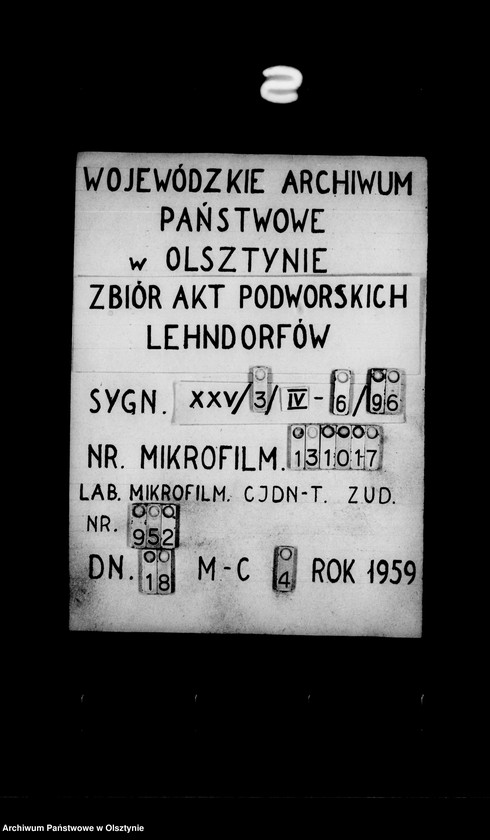 WOJEWÓDZKIE ARCHIWUM
PAŃSTWOWE
w OLSZTYNIE
ZBIÓR AKT PODWORSKICH
LEHNDORFÓW
SYGN. XXV/3/IV-6/96
NR. MIKROFILM. 131017
LAB. MIKROFILM. CJDN-T. ZUD.
NR. 952
DN. 18 M-C 4 ROK 1959
Archiwum Państwowe w Olsztynie